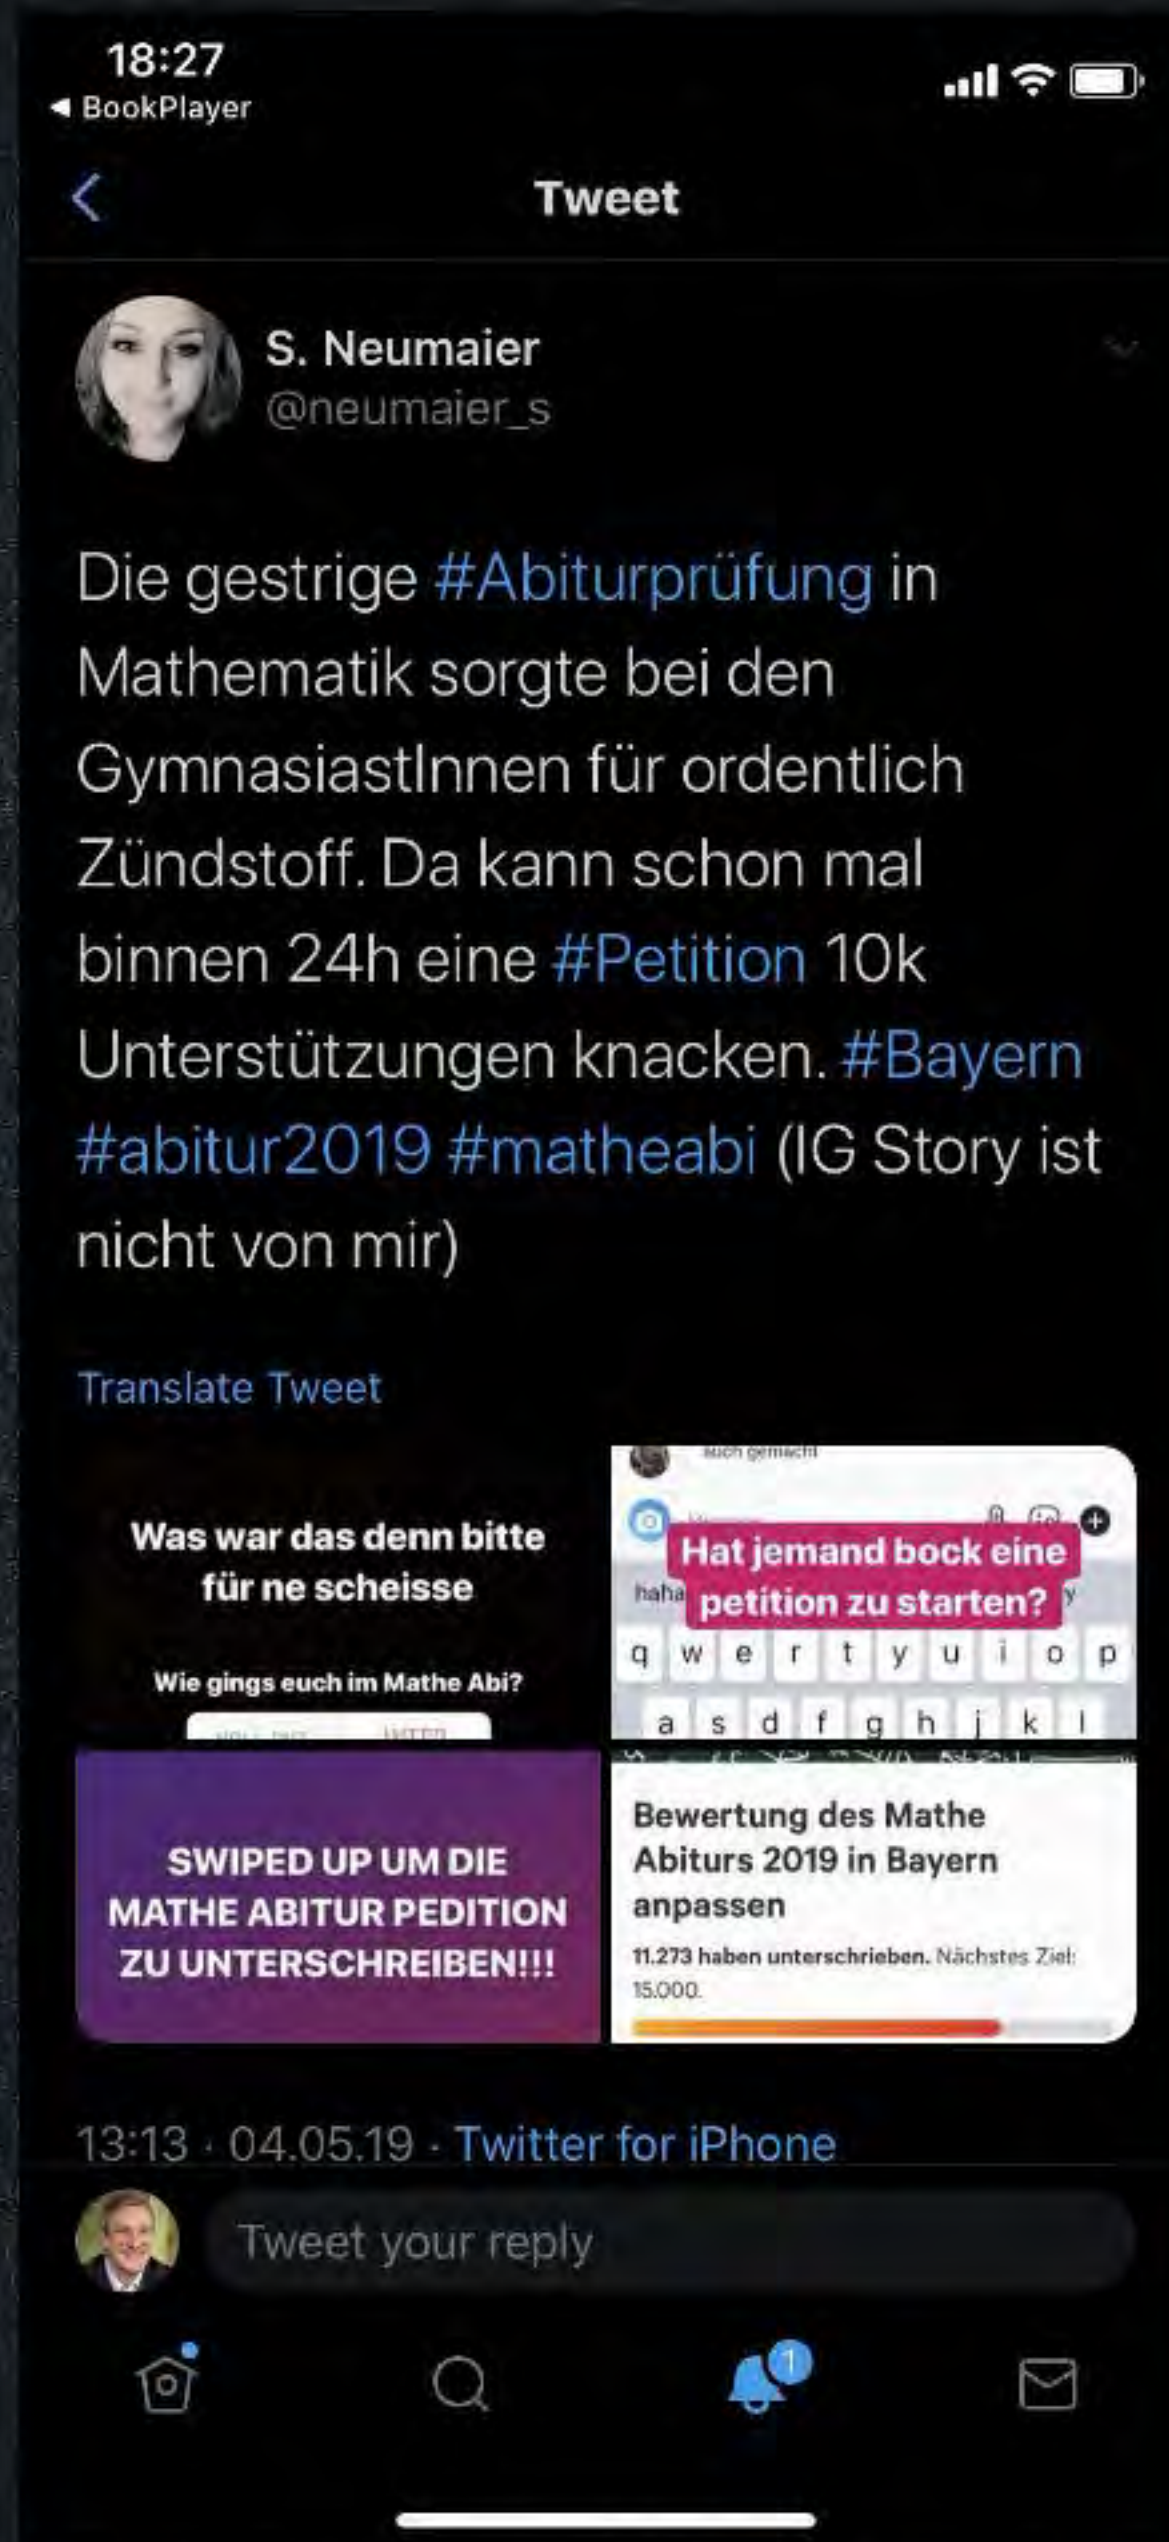 18:27
BookPlayer
Tweet
S. Neumaier
@neumaier_s
Die gestrige #Abiturprüfung in
Mathematik sorgte bei den
GymnasiastInnen für ordentlich
Zündstoff. Da kann schon mal
binnen 24h eine #Petition 10k
Unterstützungen knacken. #Bayern
#abitur2019 #matheabi (IG Story ist
nicht von mir)
Translate Tweet
Was war das denn bitte
für ne scheisse
Wie gings euch im Mathe Abi?
auch gemacht
Hat jemand bock eine
haha petition zu starten? y
q w e r t y u i o p
a s d f g h j k l
SWIPED UP UM DIE
MATHE ABITUR PEDITION
ZU UNTERSCHREIBEN!!!
Bewertung des Mathe
Abiturs 2019 in Bayern
anpassen
11.273 haben unterschrieben. Nächstes Ziel:
15.000.
13:13 · 04.05.19 · Twitter for iPhone
Tweet your reply
1